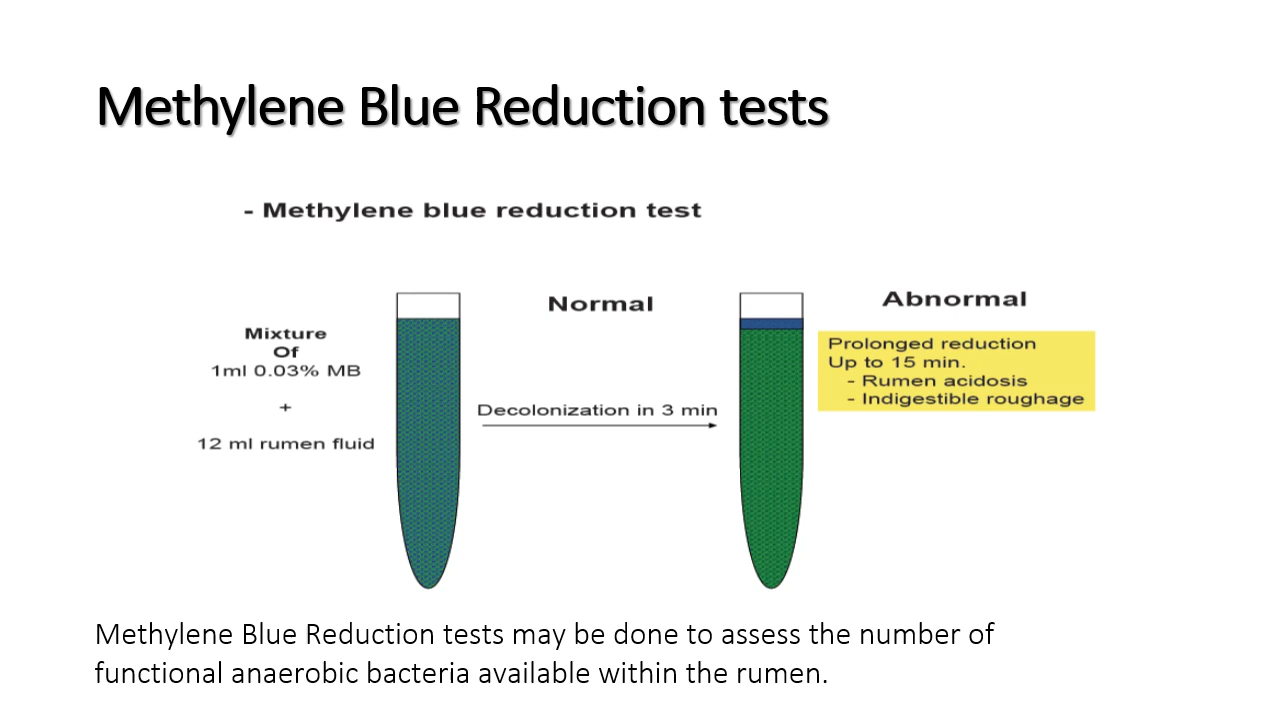 Methylene Blue Reduction tests
- Methylene blue reduction test
Mixture
Of
1ml 0.03% MB
+
12 ml rumen fluid
Normal
Decolonization in 3 min
Abnormal
Prolonged reduction
Up to 15 min.
- Rumen acidosis
- Indigestible roughage
Methylene Blue Reduction tests may be done to assess the number of
functional anaerobic bacteria available within the rumen.